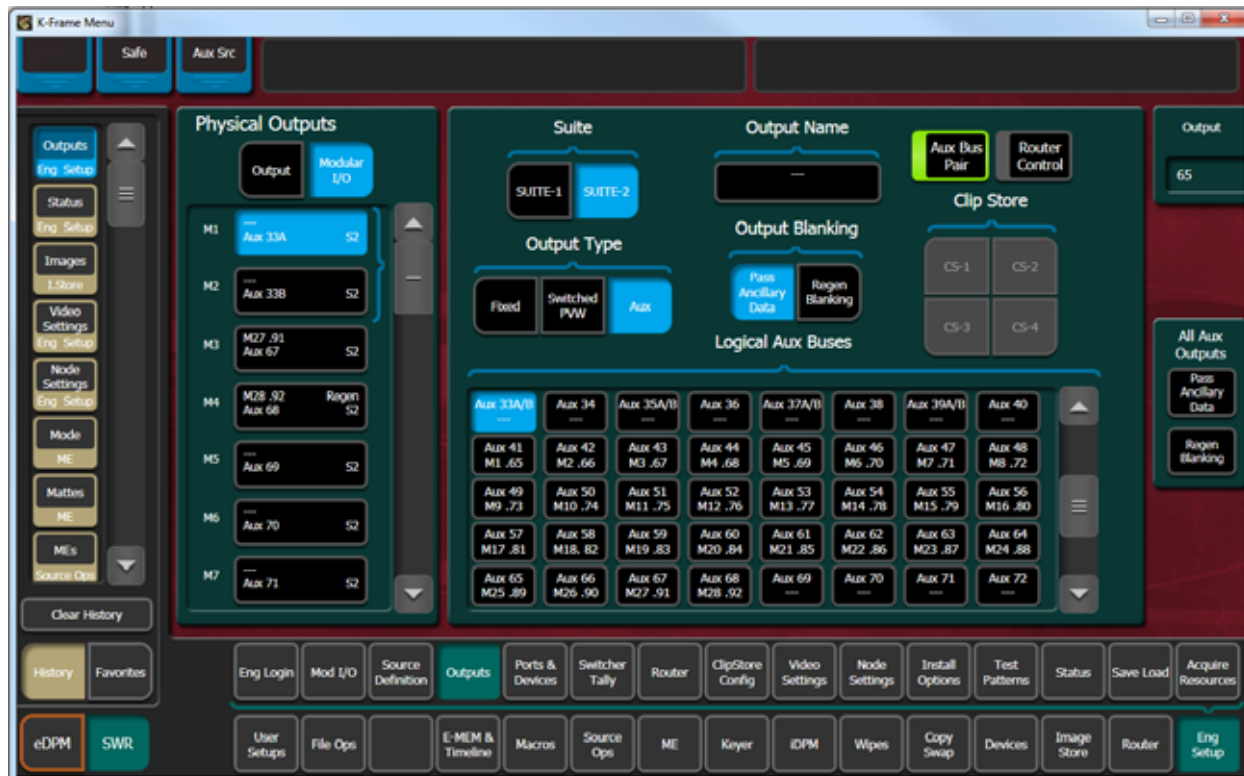 K-Frame Menu
Safe
Aux Src
Physical Outputs
Output
Modular I/O
M1
---
Aux 33A S2
M2
---
Aux 33B S2
M3
M27 .91
Aux 67 S2
M4
M28 .92 Regen
Aux 68 S2
M5
---
Aux 69 S2
M6
---
Aux 70 S2
M7
---
Aux 71 S2
Suite
SUITE-1
SUITE-2
Output Type
Fixed
Switched PVW
Aux
Output Name
---
Output Blanking
Pass Ancillary Data
Regen Blanking
Aux Bus Pair
Router Control
Clip Store
CS-1
CS-2
CS-3
CS-4
Logical Aux Buses
Aux 33A/B
---
Aux 34
---
Aux 35A/B
---
Aux 36
---
Aux 37A/B
---
Aux 38
---
Aux 39A/B
---
Aux 40
---
Aux 41
M1 .65
Aux 42
M2 .66
Aux 43
M3 .67
Aux 44
M4 .68
Aux 45
M5 .69
Aux 46
M6 .70
Aux 47
M7 .71
Aux 48
M8 .72
Aux 49
M9 .73
Aux 50
M10 .74
Aux 51
M11 .75
Aux 52
M12 .76
Aux 53
M13 .77
Aux 54
M14 .78
Aux 55
M15 .79
Aux 56
M16 .80
Aux 57
M17 .81
Aux 58
M18. 82
Aux 59
M19 .83
Aux 60
M20 .84
Aux 61
M21 .85
Aux 62
M22 .86
Aux 63
M23 .87
Aux 64
M24 .88
Aux 65
M25 .89
Aux 66
M26 .90
Aux 67
M27 .91
Aux 68
M28 .92
Aux 69
---
Aux 70
---
Aux 71
---
Aux 72
---
Output
65
All Aux Outputs
Pass Ancillary Data
Regen Blanking
Outputs
Eng Setup
Status
Eng Setup
Images
I.Store
Video Settings
Eng Setup
Node Settings
Eng Setup
Mode
ME
Mattes
ME
MEs
Source Ops
Clear History
History
Favorites
eDPM
SWR
Eng Login
Mod I/O
Source Definition
Outputs
Ports & Devices
Switcher Tally
Router
ClipStore Config
Video Settings
Node Settings
Install Options
Test Patterns
Status
Save Load
Acquire Resources
User Setups
File Ops
E-MEM & Timeline
Macros
Source Ops
ME
Keyer
iDPM
Wipes
Copy Swap
Devices
Image Store
Router
Eng Setup